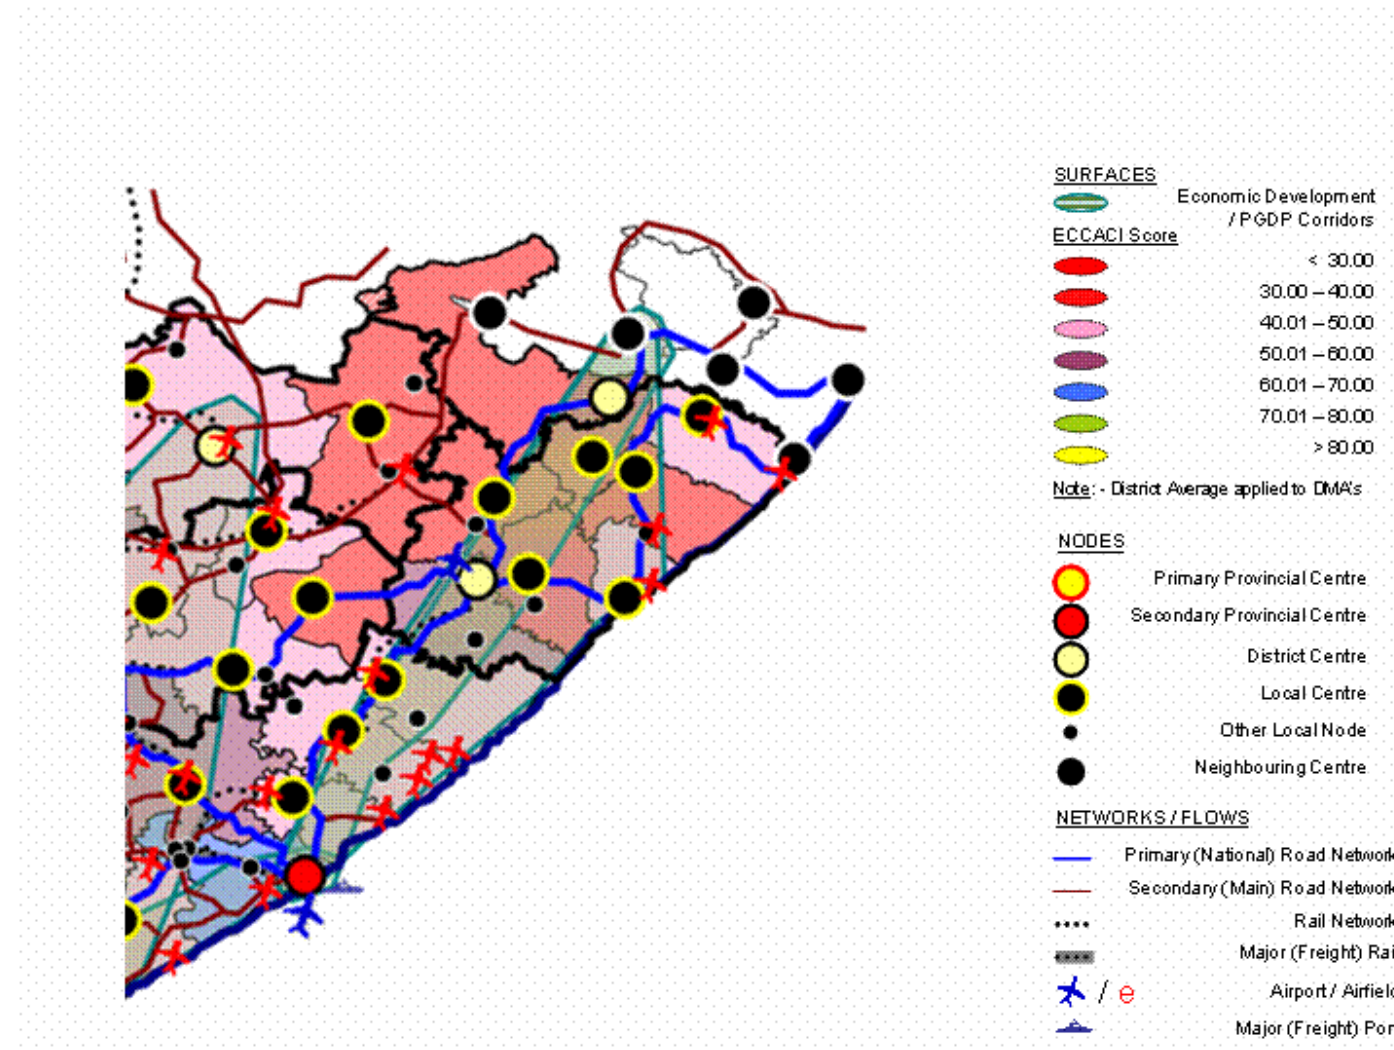 SURFACES
Economic Development
/ PGDP Corridors
ECCACI Score
< 30.00
30.00 – 40.00
40.01 – 50.00
50.01 – 60.00
60.01 – 70.00
70.01 – 80.00
> 80.00
Note: - District Average applied to DMA's
NODES
Primary Provincial Centre
Secondary Provincial Centre
District Centre
Local Centre
Other Local Node
Neighbouring Centre
NETWORKS / FLOWS
Primary (National) Road Network
Secondary (Main) Road Network
Rail Network
Major (Freight) Rai
/ e Airport / Airfield
Major (Freight) Por